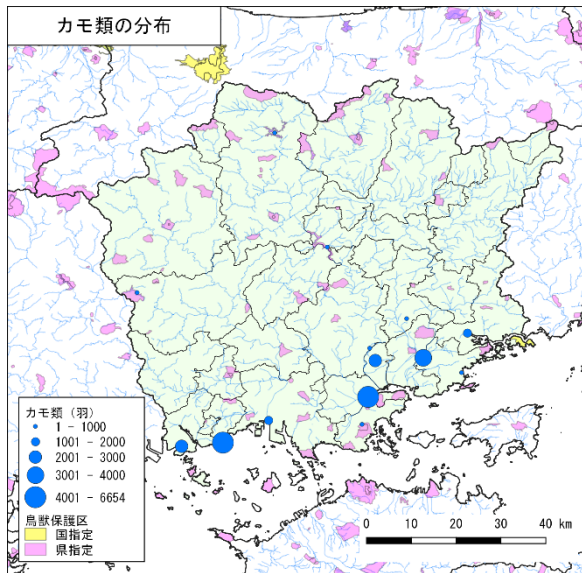 カモ類の分布
カモ類（羽）
1 - 1000
1001 - 2000
2001 - 3000
3001 - 4000
4001 - 6654
鳥獣保護区
国指定
県指定
0 10 20 30 40 km